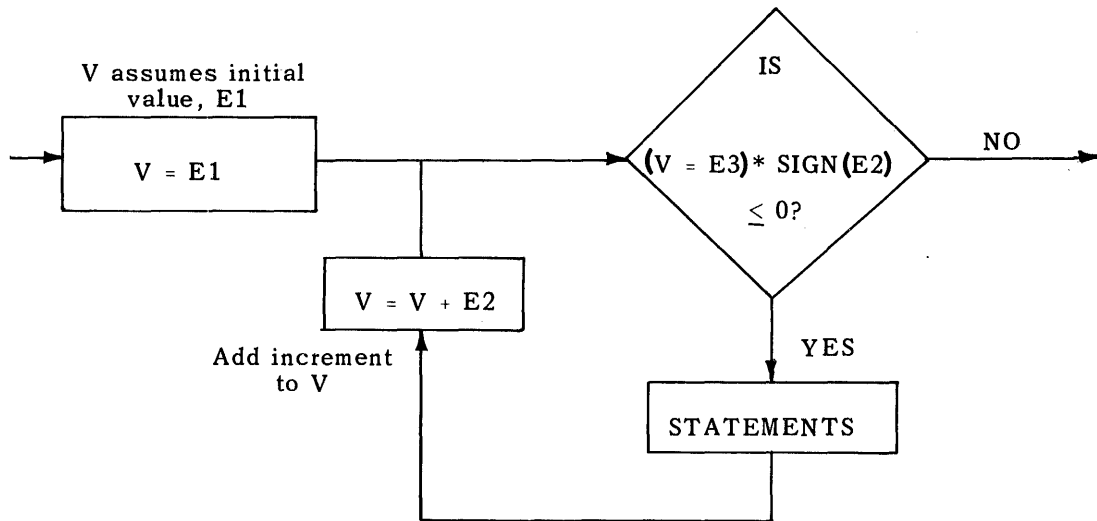 V assumes initial
value, E1
V = E1
IS
(V = E3)* SIGN(E2)
≤ 0?
NO
V = V + E2
Add increment
to V
YES
STATEMENTS